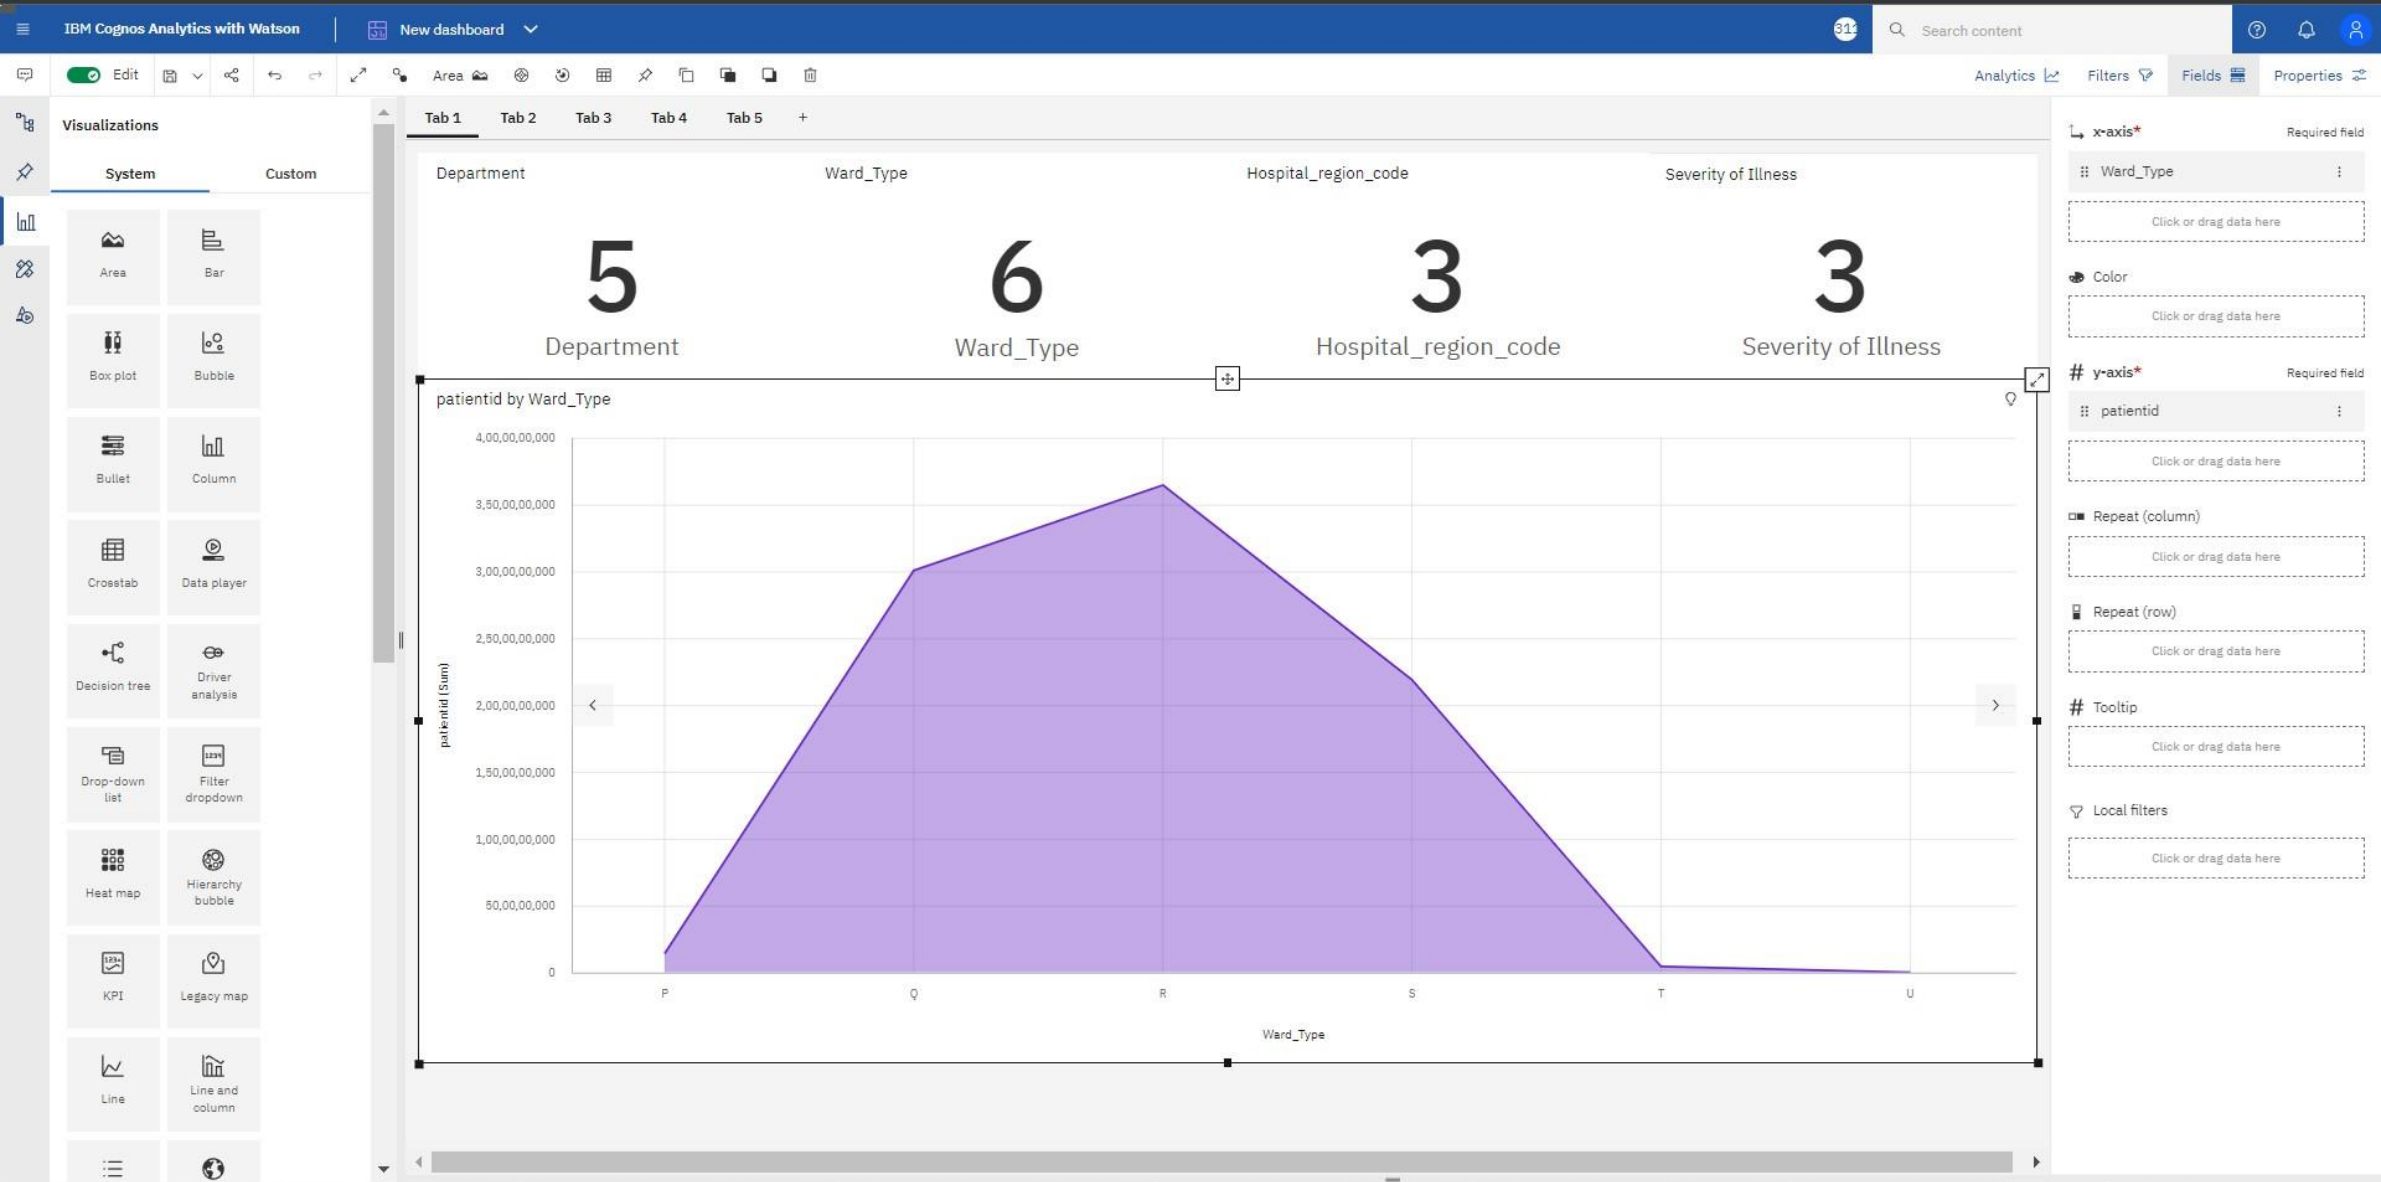 IBM Cognos Analytics with Watson
New dashboard
311
Search content
Edit
Area
Analytics
Filters
Fields
Properties
Visualizations
System
Custom
Area
Bar
Box plot
Bubble
Bullet
Column
Crosstab
Data player
Decision tree
Driver
analysis
Drop-down
list
Filter
dropdown
Heat map
Hierarchy
bubble
KPI
Legacy map
Line
Line and
column
Tab 1
Tab 2
Tab 3
Tab 4
Tab 5
+
Department
5
Department
Ward_Type
6
Ward_Type
Hospital_region_code
3
Hospital_region_code
Severity of Illness
3
Severity of Illness
patientid by Ward_Type
patientid (Sum)
4,00,00,00,000
3,50,00,00,000
3,00,00,00,000
2,50,00,00,000
2,00,00,00,000
1,50,00,00,000
1,00,00,00,000
50,00,00,000
0
P
Q
R
S
T
U
Ward_Type
x-axis*
Required field
Ward_Type
Click or drag data here
Color
Click or drag data here
# y-axis*
Required field
patientid
Click or drag data here
Repeat (column)
Click or drag data here
Repeat (row)
Click or drag data here
# Tooltip
Click or drag data here
Local filters
Click or drag data here